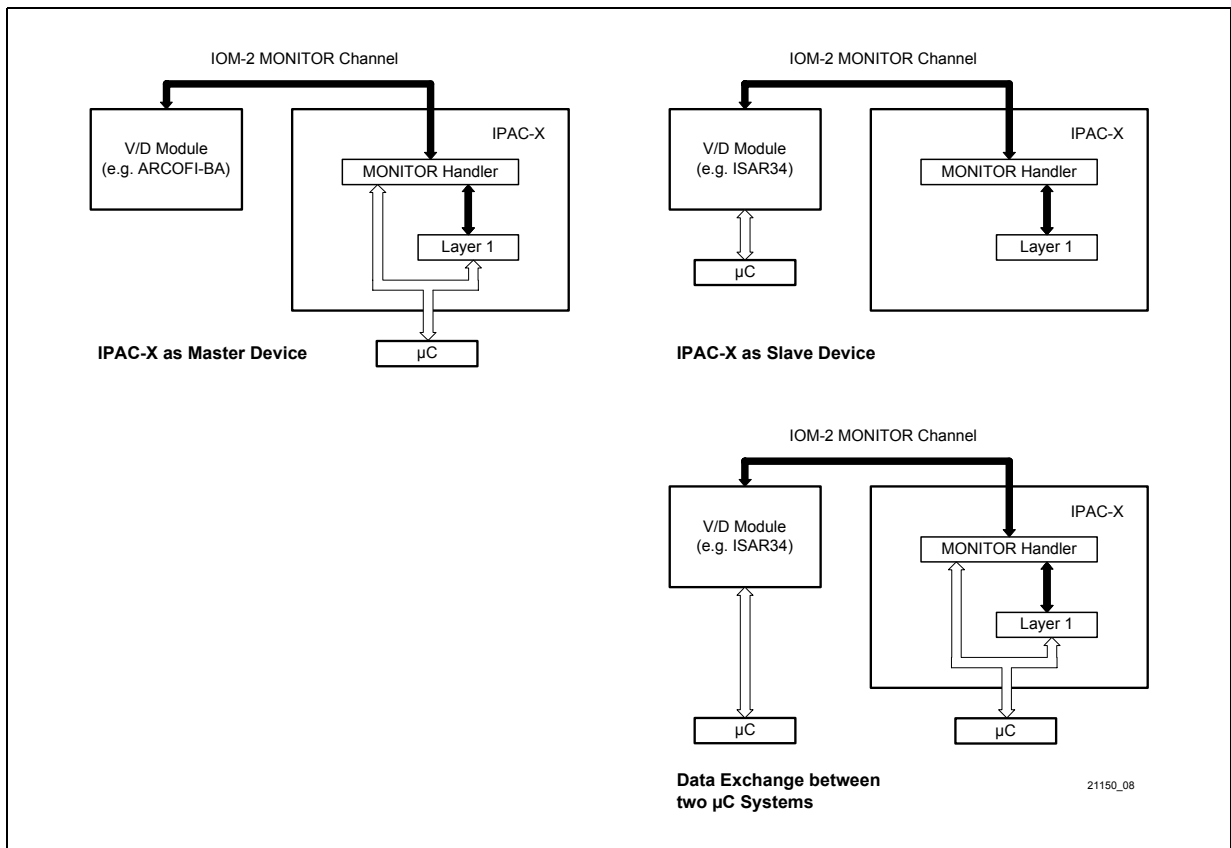 IOM-2 MONITOR Channel
V/D Module
(e.g. ARCOFI-BA)
IPAC-X
MONITOR Handler
Layer 1
µC
IPAC-X as Master Device
IOM-2 MONITOR Channel
V/D Module
(e.g. ISAR34)
µC
IPAC-X
MONITOR Handler
Layer 1
IPAC-X as Slave Device
IOM-2 MONITOR Channel
V/D Module
(e.g. ISAR34)
µC
IPAC-X
MONITOR Handler
Layer 1
µC
Data Exchange between
two µC Systems
21150_08